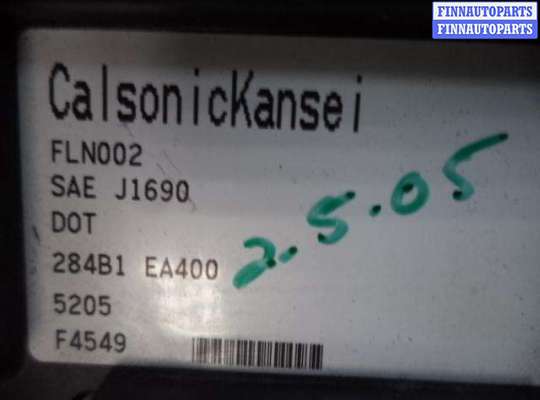 FINNAUTOPARTS
FINNAUTOPARTS
CalsonicKansei
FLN002
SAE J1690
DOT
284B1 EA400
2.5.05
5205
F4549